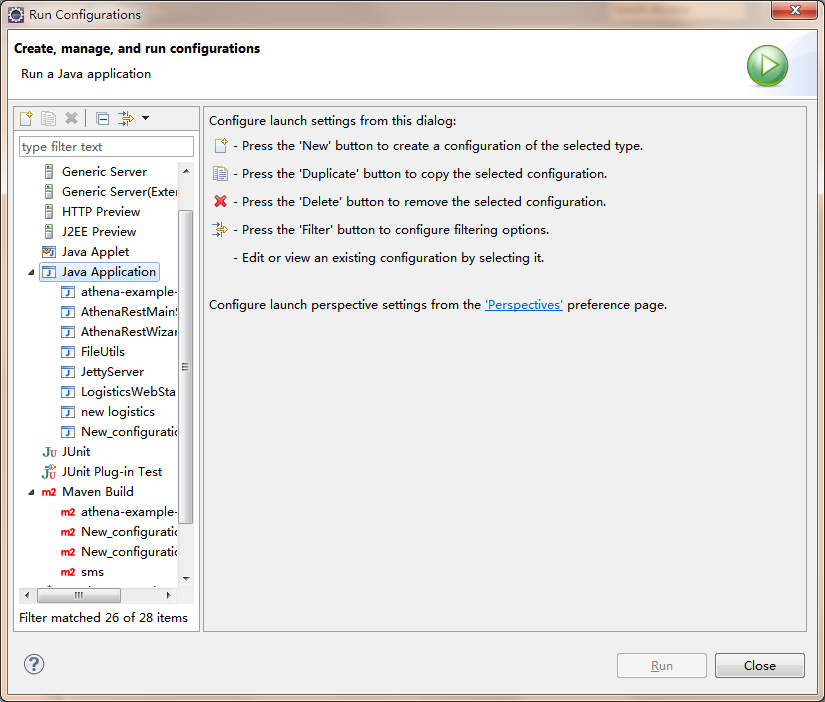 Run Configurations
Create, manage, and run configurations
Run a Java application
type filter text
Generic Server
Generic Server(Exter
HTTP Preview
J2EE Preview
Java Applet
Java Application
athena-example-
AthenaRestMainS
AthenaRestWizar
FileUtils
JettyServer
LogisticsWebSta
new logistics
New_configuratio
JUnit
JUnit Plug-in Test
Maven Build
athena-example-
New_configuratio
New_configuratio
sms
Filter matched 26 of 28 items
Configure launch settings from this dialog:
- Press the 'New' button to create a configuration of the selected type.
- Press the 'Duplicate' button to copy the selected configuration.
- Press the 'Delete' button to remove the selected configuration.
- Press the 'Filter' button to configure filtering options.
- Edit or view an existing configuration by selecting it.
Configure launch perspective settings from the 'Perspectives' preference page.
Run
Close